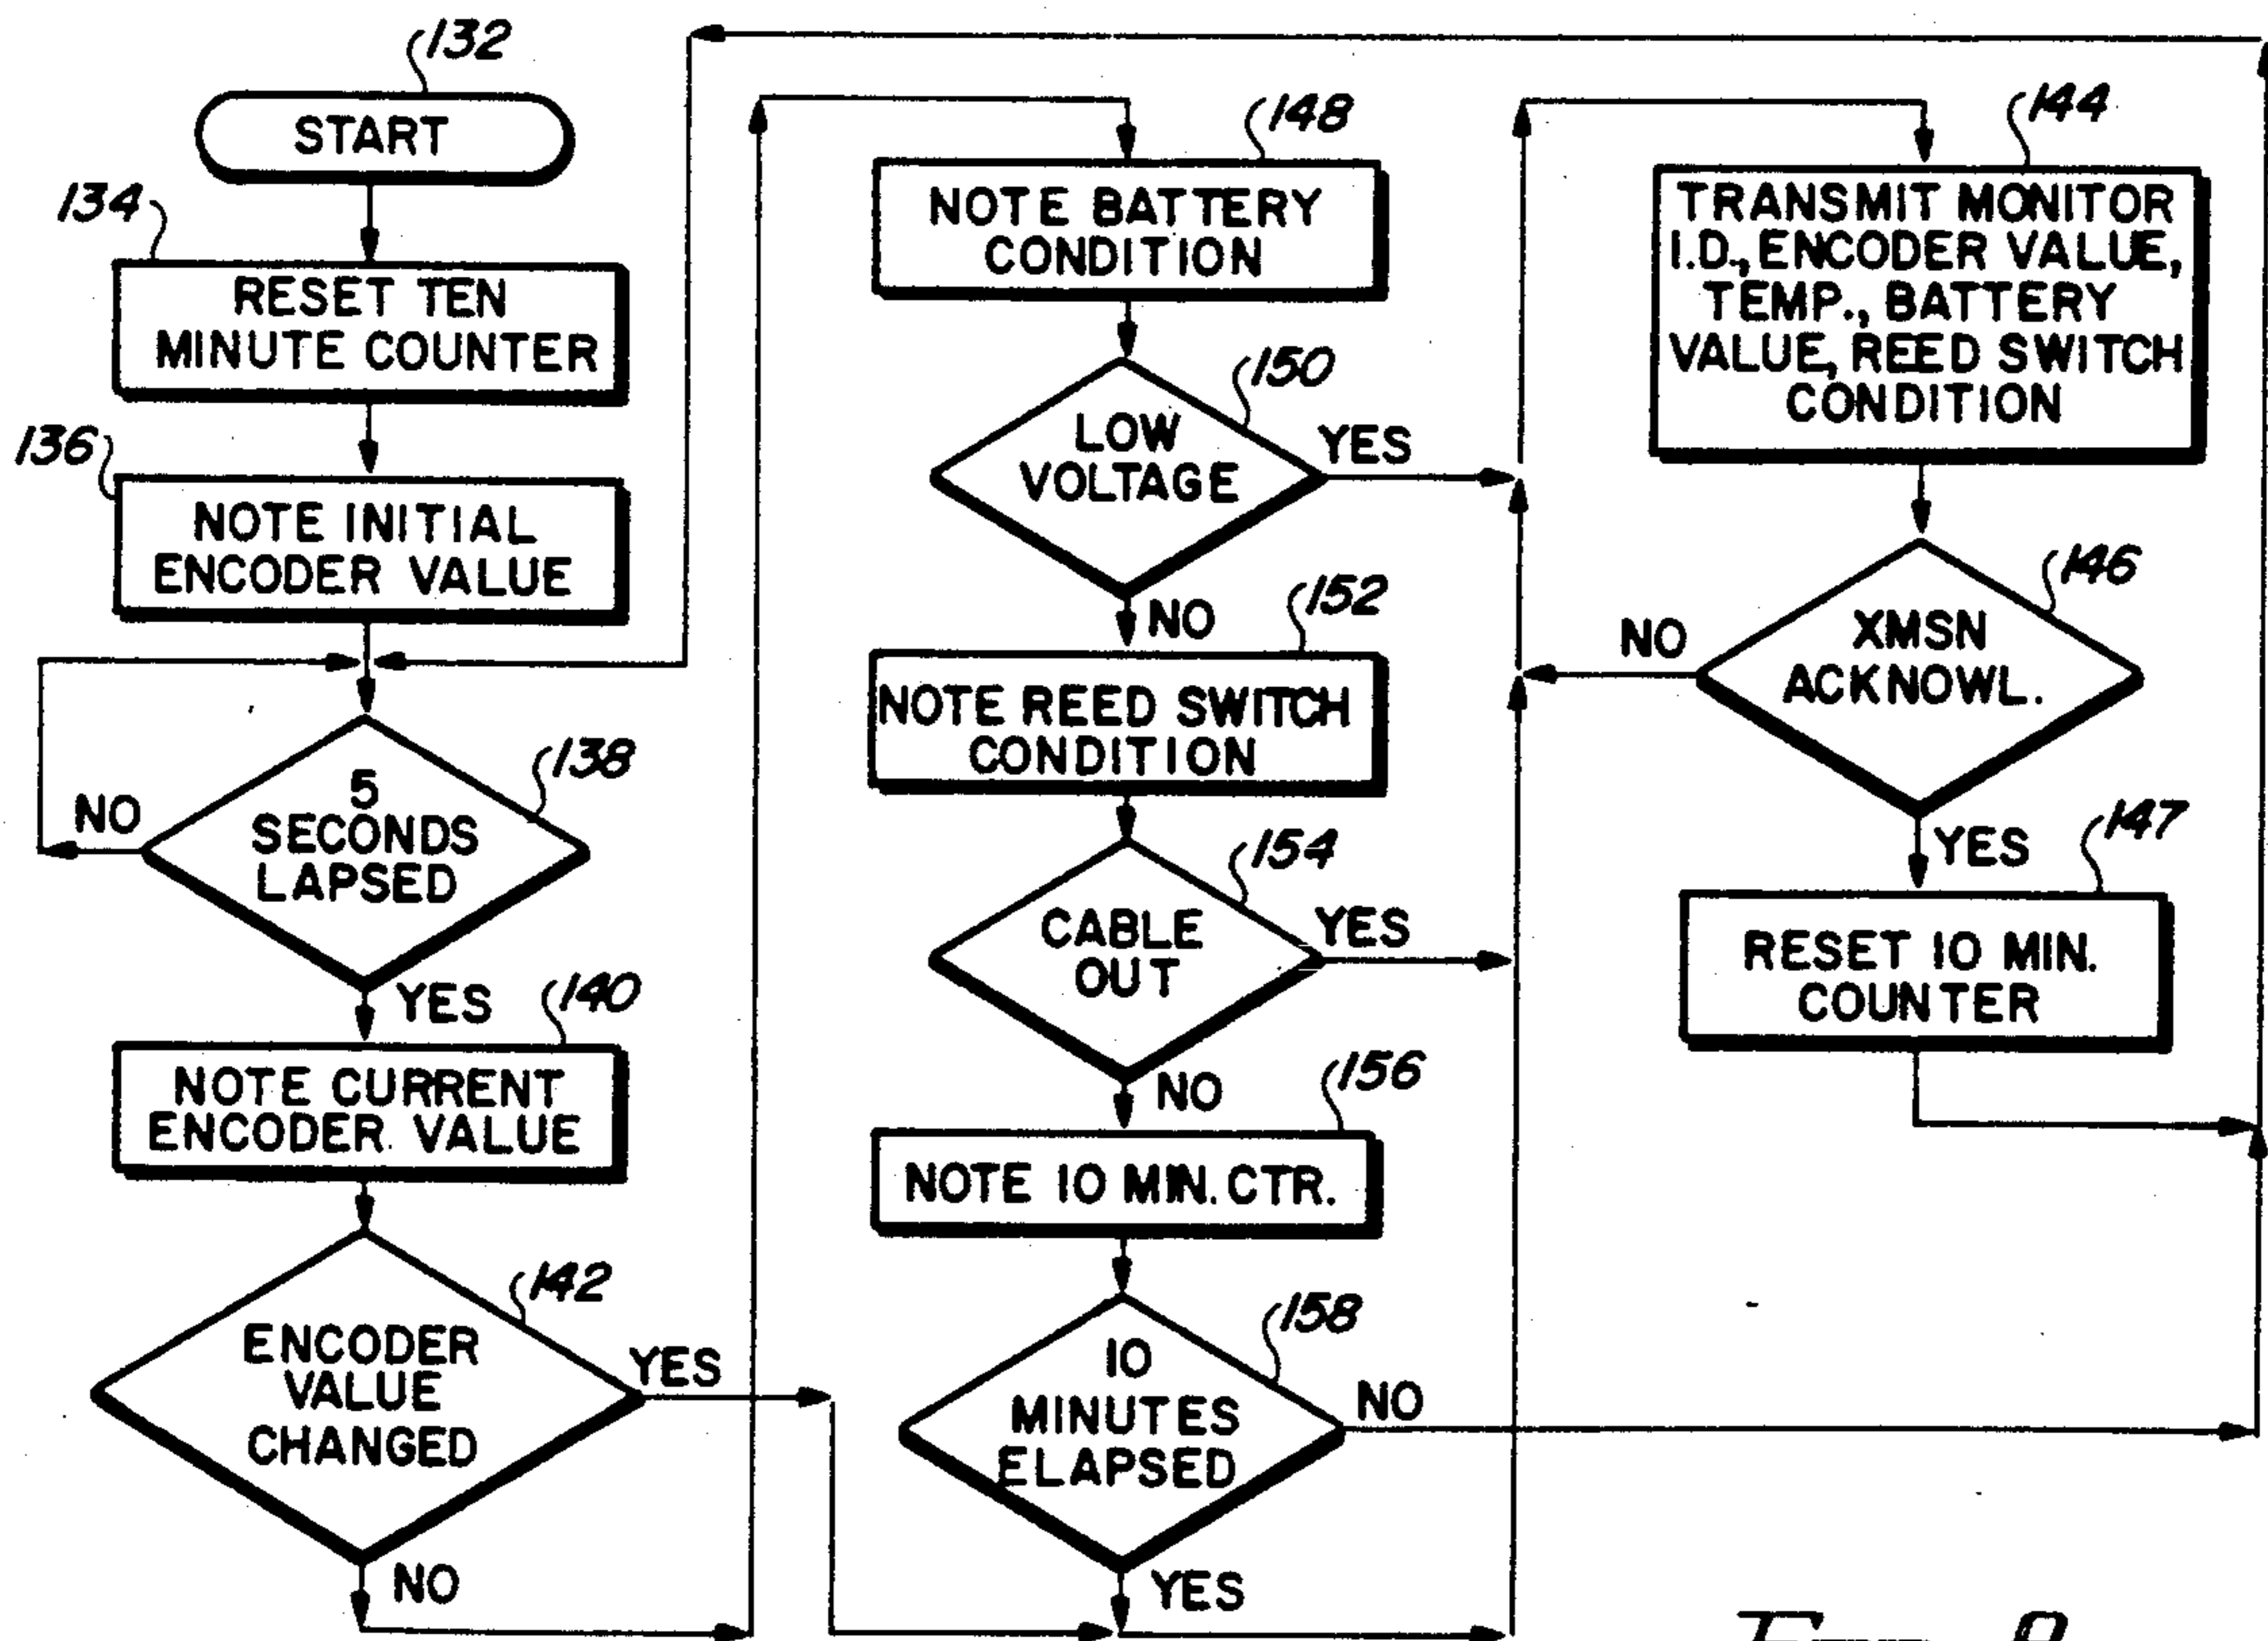 132
START
134
RESET TEN
MINUTE COUNTER
136
NOTE INITIAL
ENCODER VALUE
138
5
SECONDS
LAPSED
NO
YES
140
NOTE CURRENT
ENCODER VALUE
142
ENCODER
VALUE
CHANGED
YES
NO
148
NOTE BATTERY
CONDITION
150
LOW
VOLTAGE
YES
NO
152
NOTE REED SWITCH
CONDITION
154
CABLE
OUT
YES
NO
156
NOTE 10 MIN. CTR.
158
10
MINUTES
ELAPSED
NO
YES
144
TRANSMIT MONITOR
I.D., ENCODER VALUE,
TEMP., BATTERY
VALUE, REED SWITCH
CONDITION
146
XMSN
ACKNOWL.
NO
YES
147
RESET 10 MIN.
COUNTER